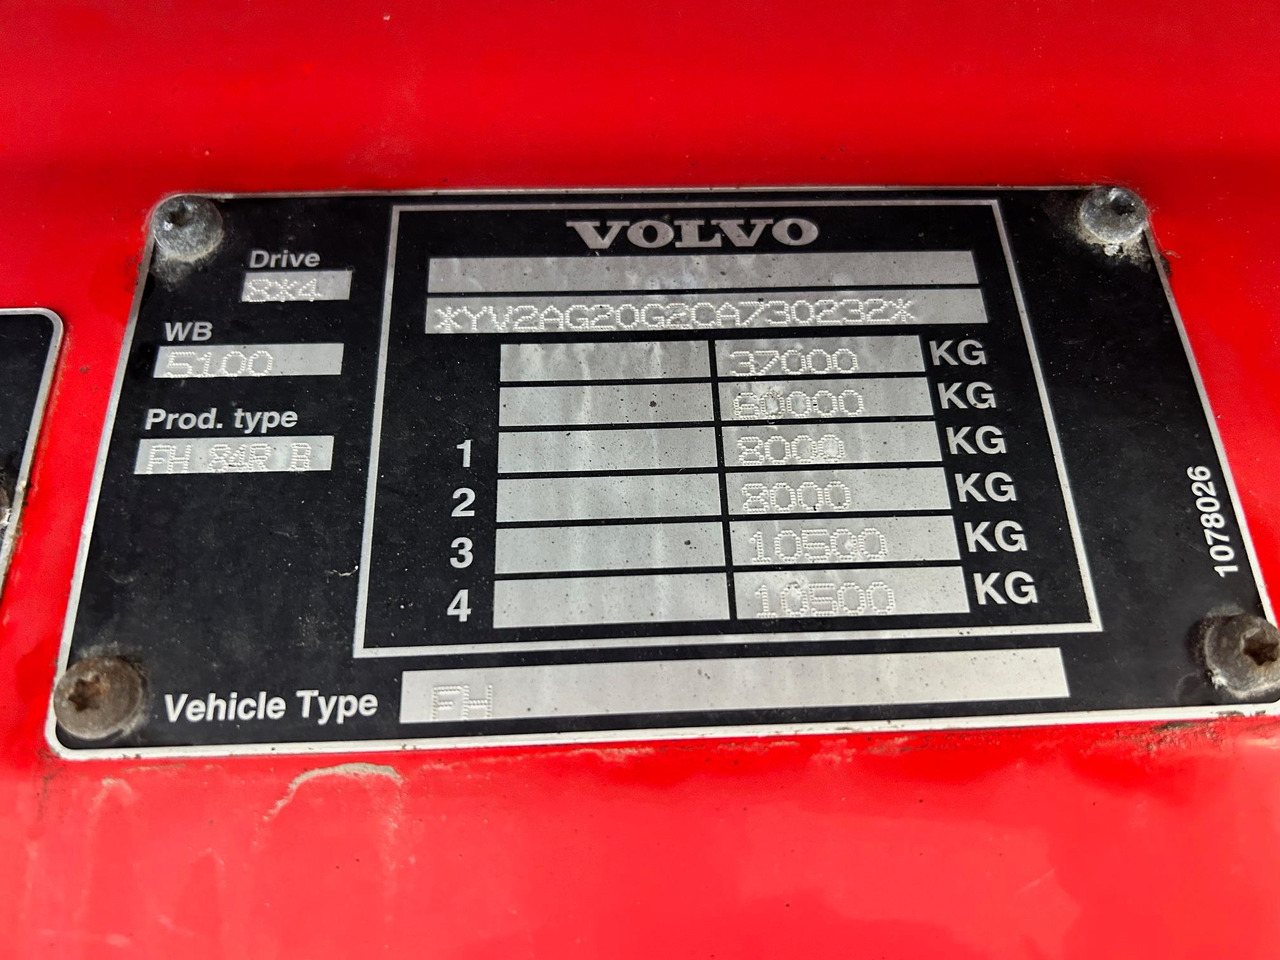 VOLVO
Drive
8X4
*YV2AG20G2CA730232*
WB
5100
37000 KG
60000 KG
Prod. type
FH 84R B
1 8000 KG
2 8000 KG
3 10500 KG
4 10500 KG
1078026
Vehicle Type FH